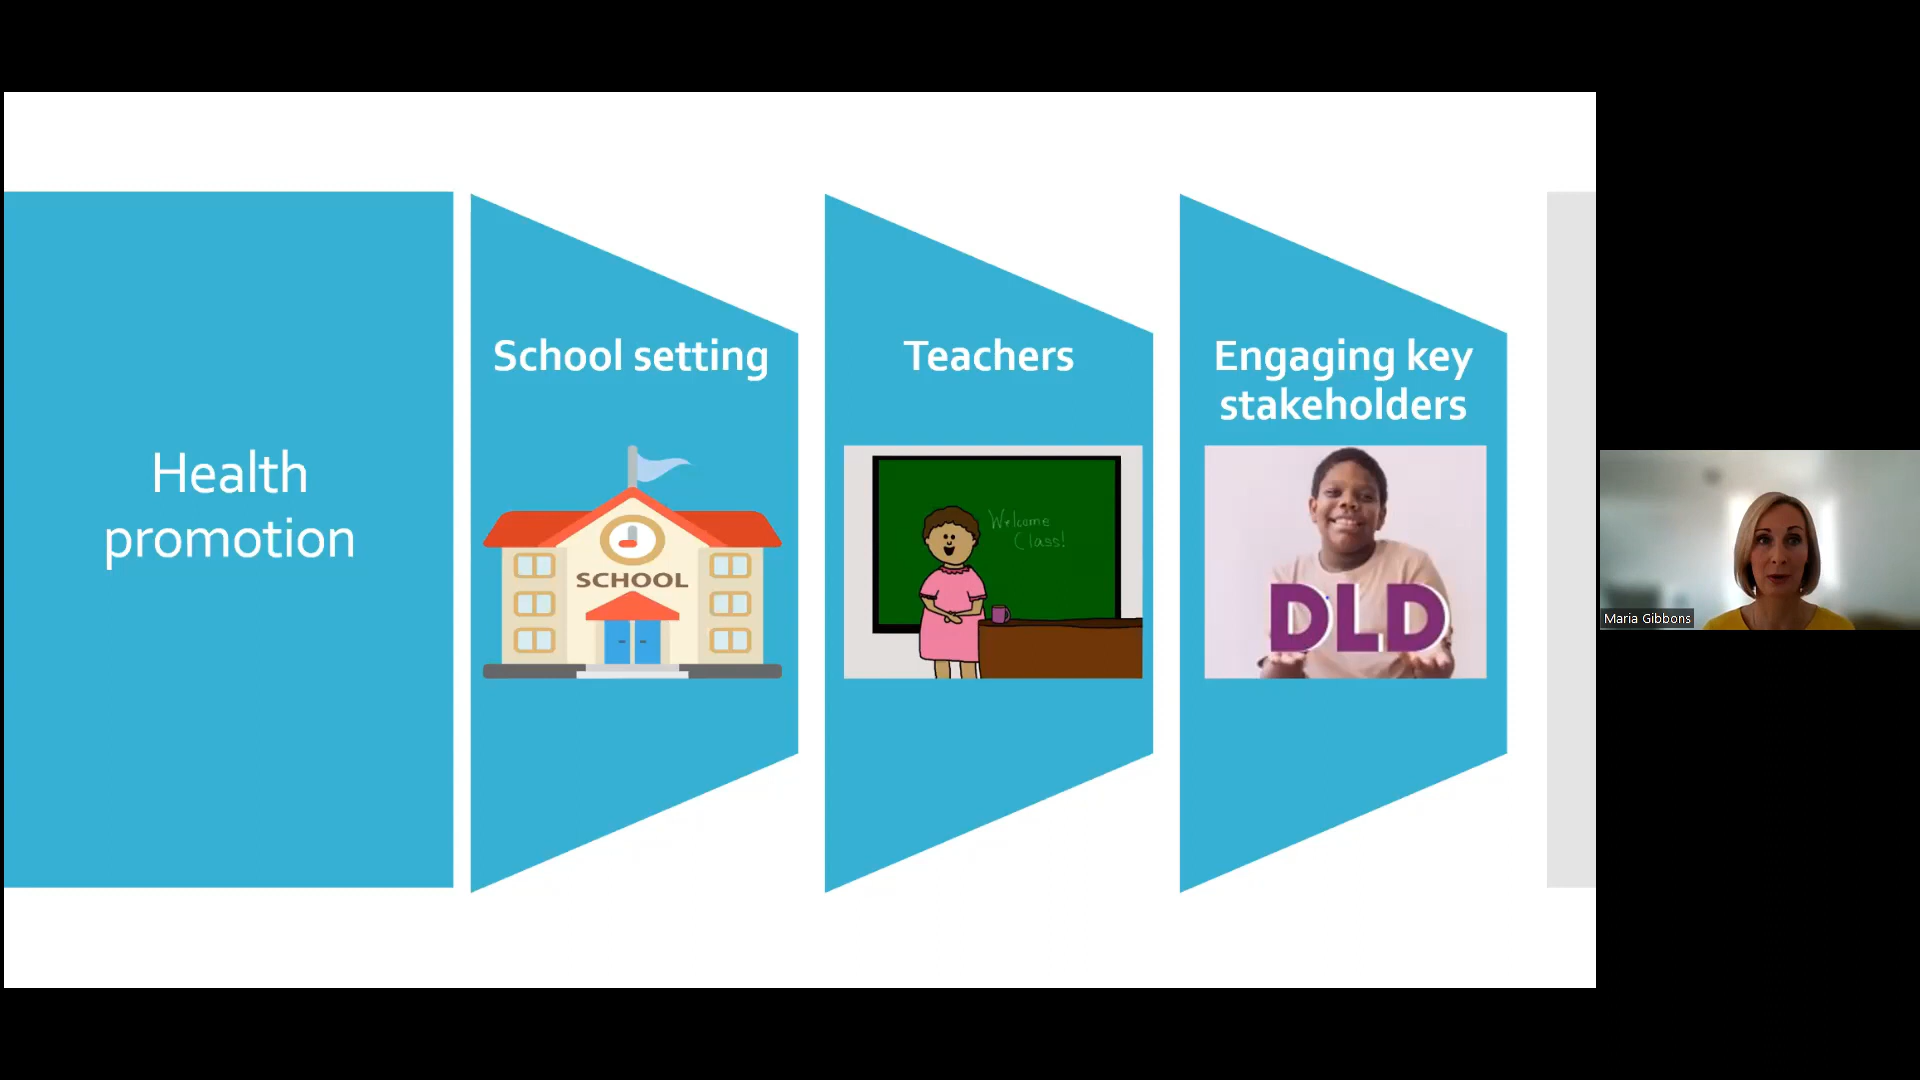 Health
promotion
School setting
SCHOOL
Teachers
Welcome
Class!
Engaging key
stakeholders
DLD
Maria Gibbons